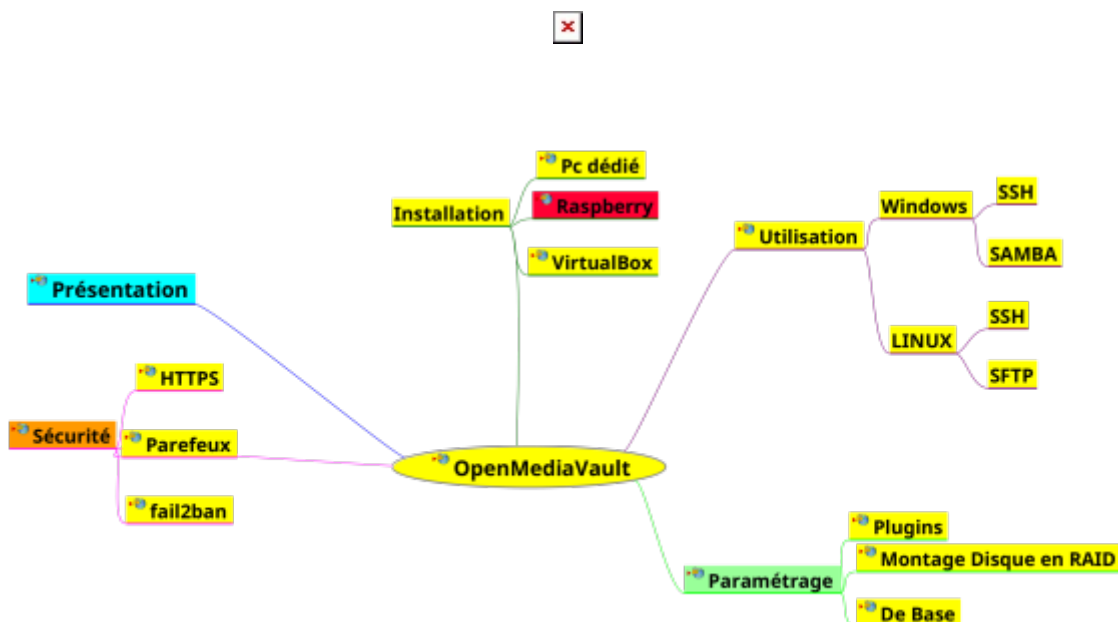 Pc dédié
Raspberry
Installation
VirtualBox
Présentation
HTTPS
Sécurité
Parefeux
fail2ban
OpenMediaVault
Utilisation
Windows
SSH
SAMBA
LINUX
SSH
SFTP
Plugins
Montage Disque en RAID
Paramétrage
De Base